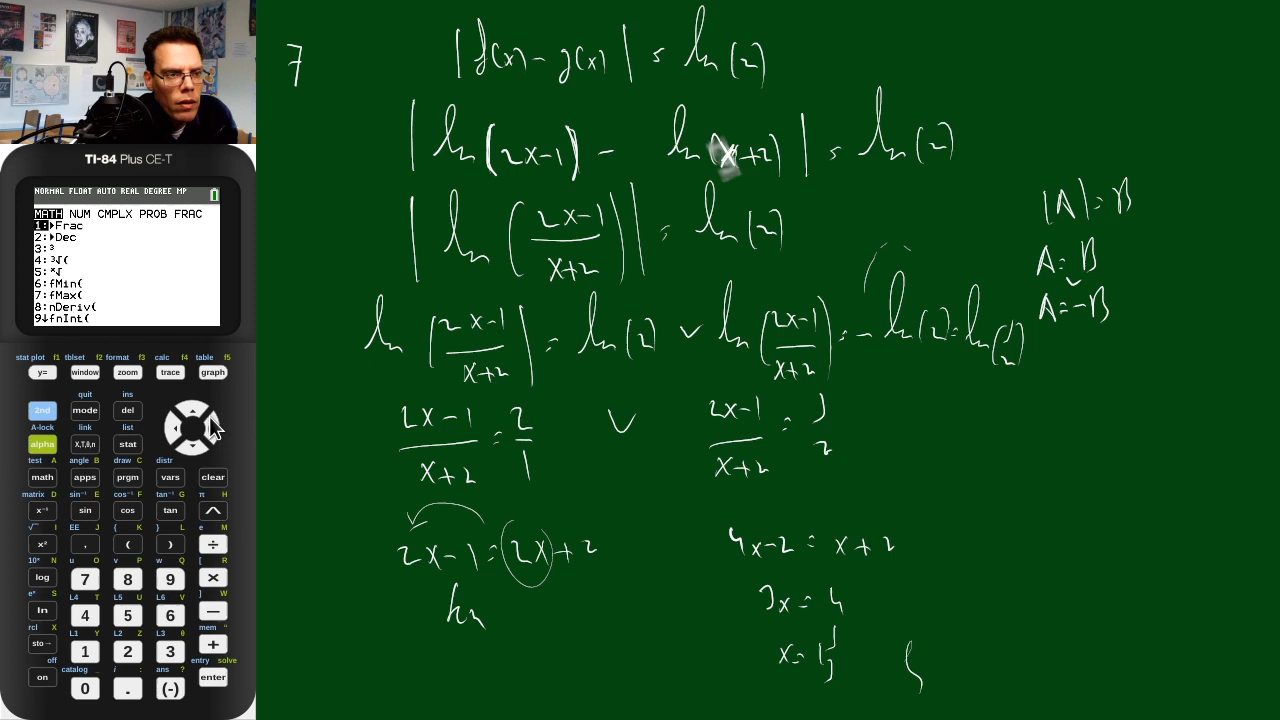 7
|f(x) - g(x)| = ln(2)
|ln(2x-1) - ln(x+2)| = ln(2)
|ln((2x-1)/(x+2))| = ln(2)
|A| = B
A = B
v
A = -B
ln((2x-1)/(x+2)) = ln(2) v ln((2x-1)/(x+2)) = -ln(2) = ln(1/2)
(2x-1)/(x+2) = 2/1 v (2x-1)/(x+2) = 1/2
2x-1 = 2x+2
4x-2 = x+2
3x = 4
x = 1 1/3
TI-84 Plus CE-T
NORMAL FLOAT AUTO REAL DEGREE MP
MATH NUM CMPLX PROB FRAC
1:►Frac
2:►Dec
3:³
4:³√(
5:ˣ√
6:fMin(
7:fMax(
8:nDeriv(
9↓fnInt(
stat plot f1 tblset f2 format f3 calc f4 table f5
y= window zoom trace graph
quit ins
2nd mode del
A-lock link list
alpha X,T,θ,n stat
test A angle B draw C distr
math apps prgm vars clear
matrix D sin⁻¹ E cos⁻¹ F tan⁻¹ G π H
x⁻¹ sin cos tan ^
√ I EE J { K } L e M
x² , ( ) ÷
10ˣ N u O v P w Q [ R
log 7 8 9 ×
eˣ S L4 T L5 U L6 V ] W
ln 4 5 6 —
rcl X L1 Y L2 Z L3 θ mem "
sto→ 1 2 3 +
off catalog _ i : ans ? entry solve
on 0 . (-) enter